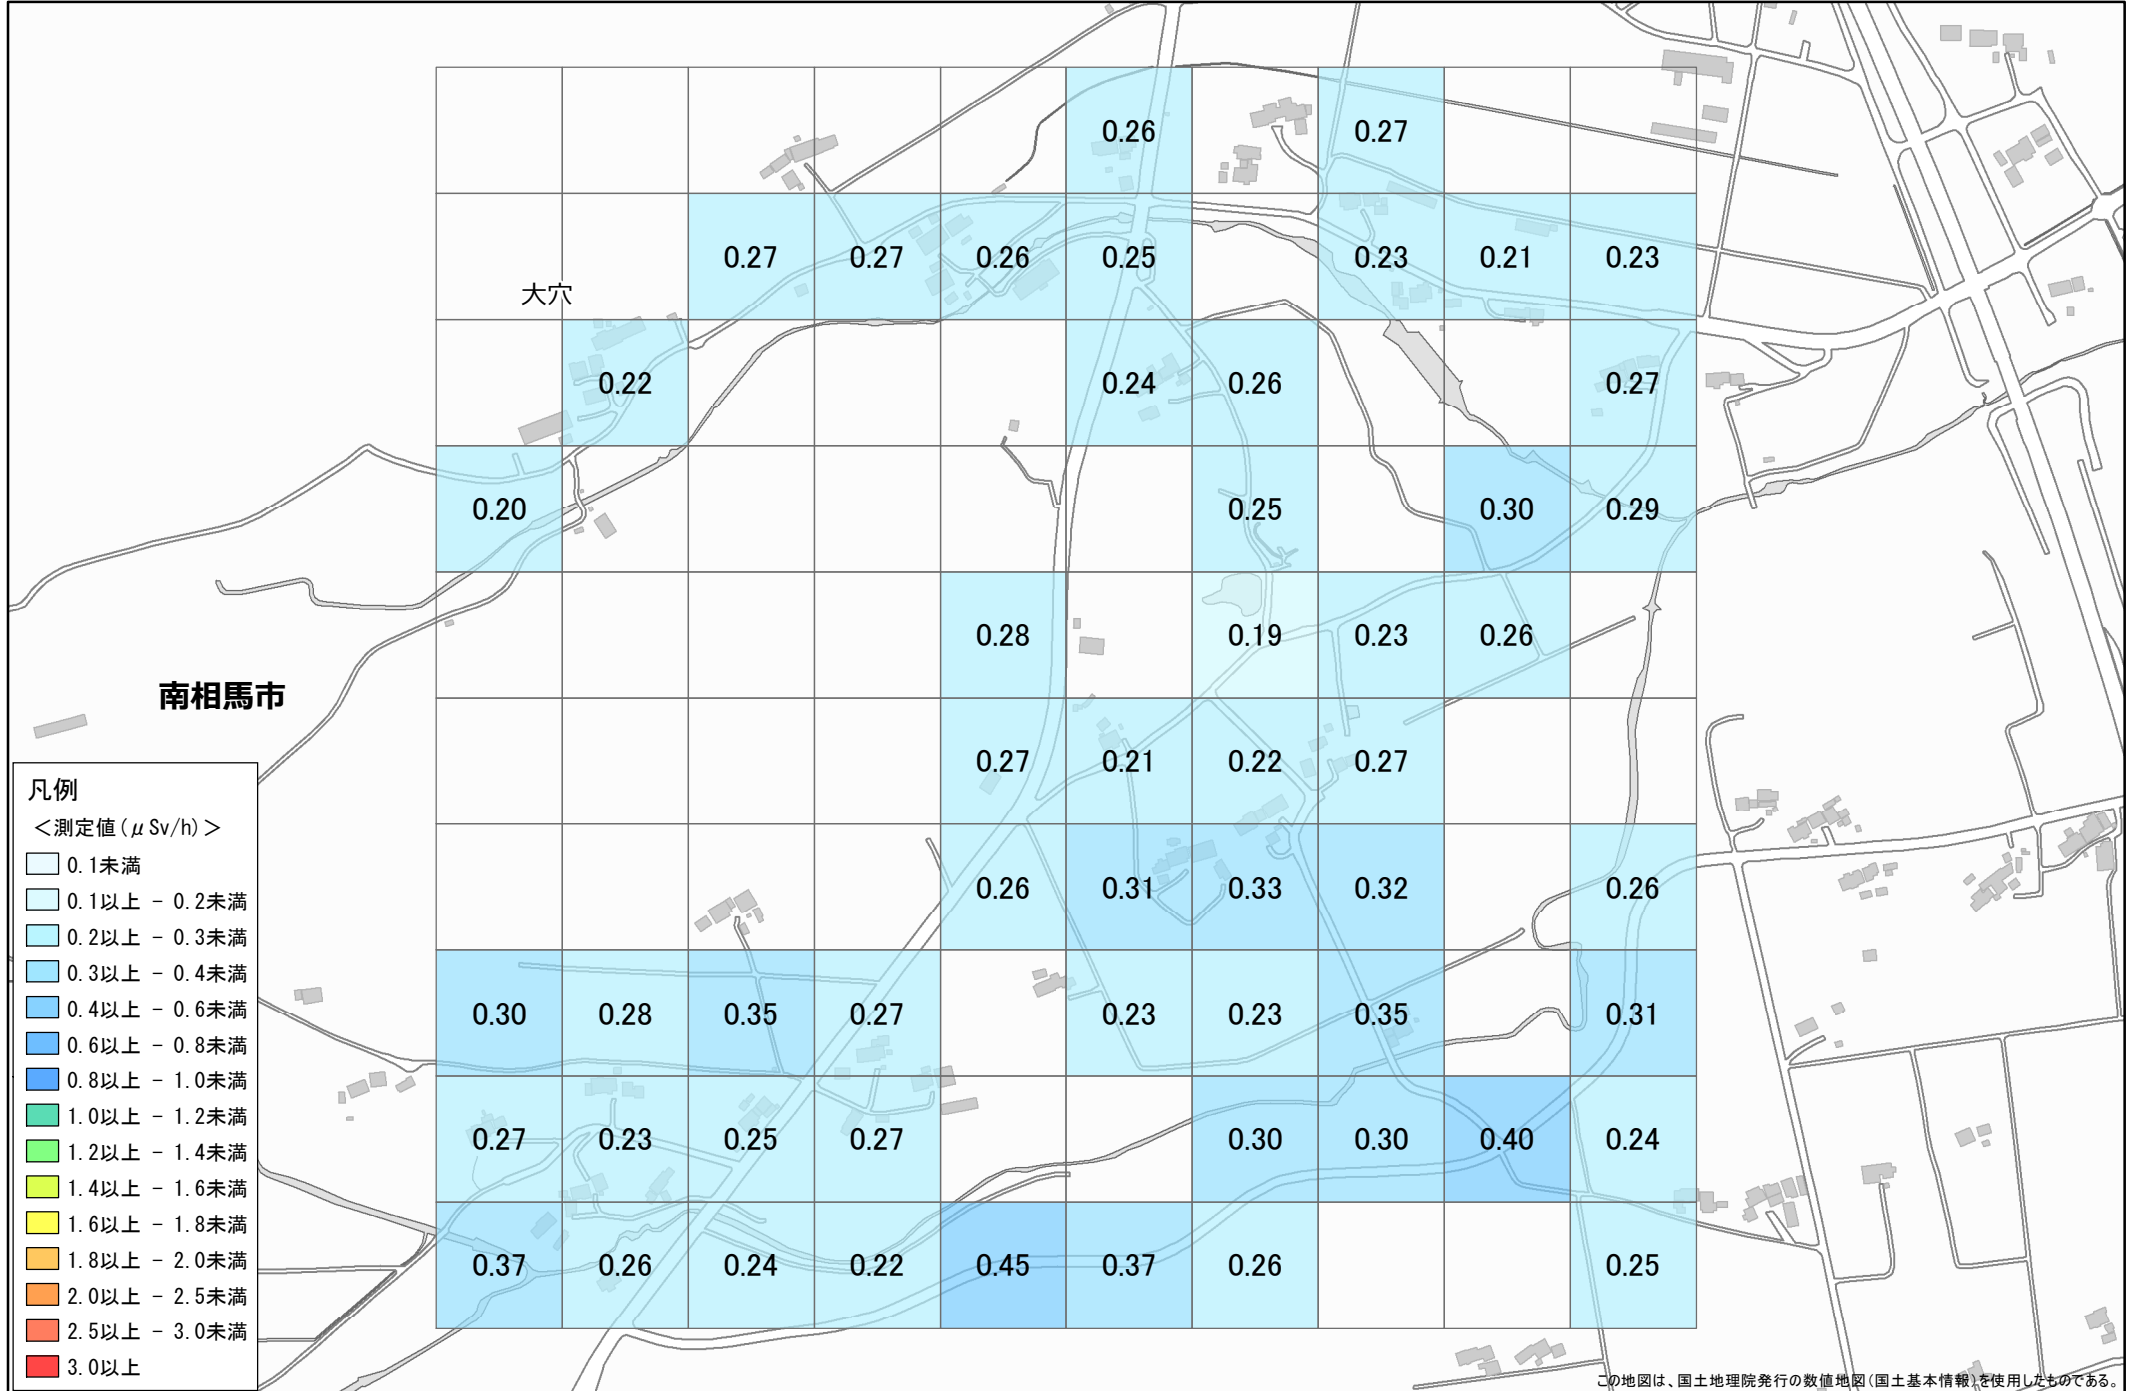 0.26 0.27
0.27 0.27 0.26 0.25 0.23 0.21 0.23
大穴
0.22 0.24 0.26 0.27
0.20 0.25 0.30 0.29
0.28 0.19 0.23 0.26
南相馬市
0.27 0.21 0.22 0.27
0.26 0.31 0.33 0.32 0.26
0.30 0.28 0.35 0.27 0.23 0.23 0.35 0.31
0.27 0.23 0.25 0.27 0.30 0.30 0.40 0.24
0.37 0.26 0.24 0.22 0.45 0.37 0.26 0.25
凡例
＜測定値(μSv/h)＞
0.1未満
0.1以上 - 0.2未満
0.2以上 - 0.3未満
0.3以上 - 0.4未満
0.4以上 - 0.6未満
0.6以上 - 0.8未満
0.8以上 - 1.0未満
1.0以上 - 1.2未満
1.2以上 - 1.4未満
1.4以上 - 1.6未満
1.6以上 - 1.8未満
1.8以上 - 2.0未満
2.0以上 - 2.5未満
2.5以上 - 3.0未満
3.0以上
この地図は、国土地理院発行の数値地図(国土基本情報)を使用したものである。